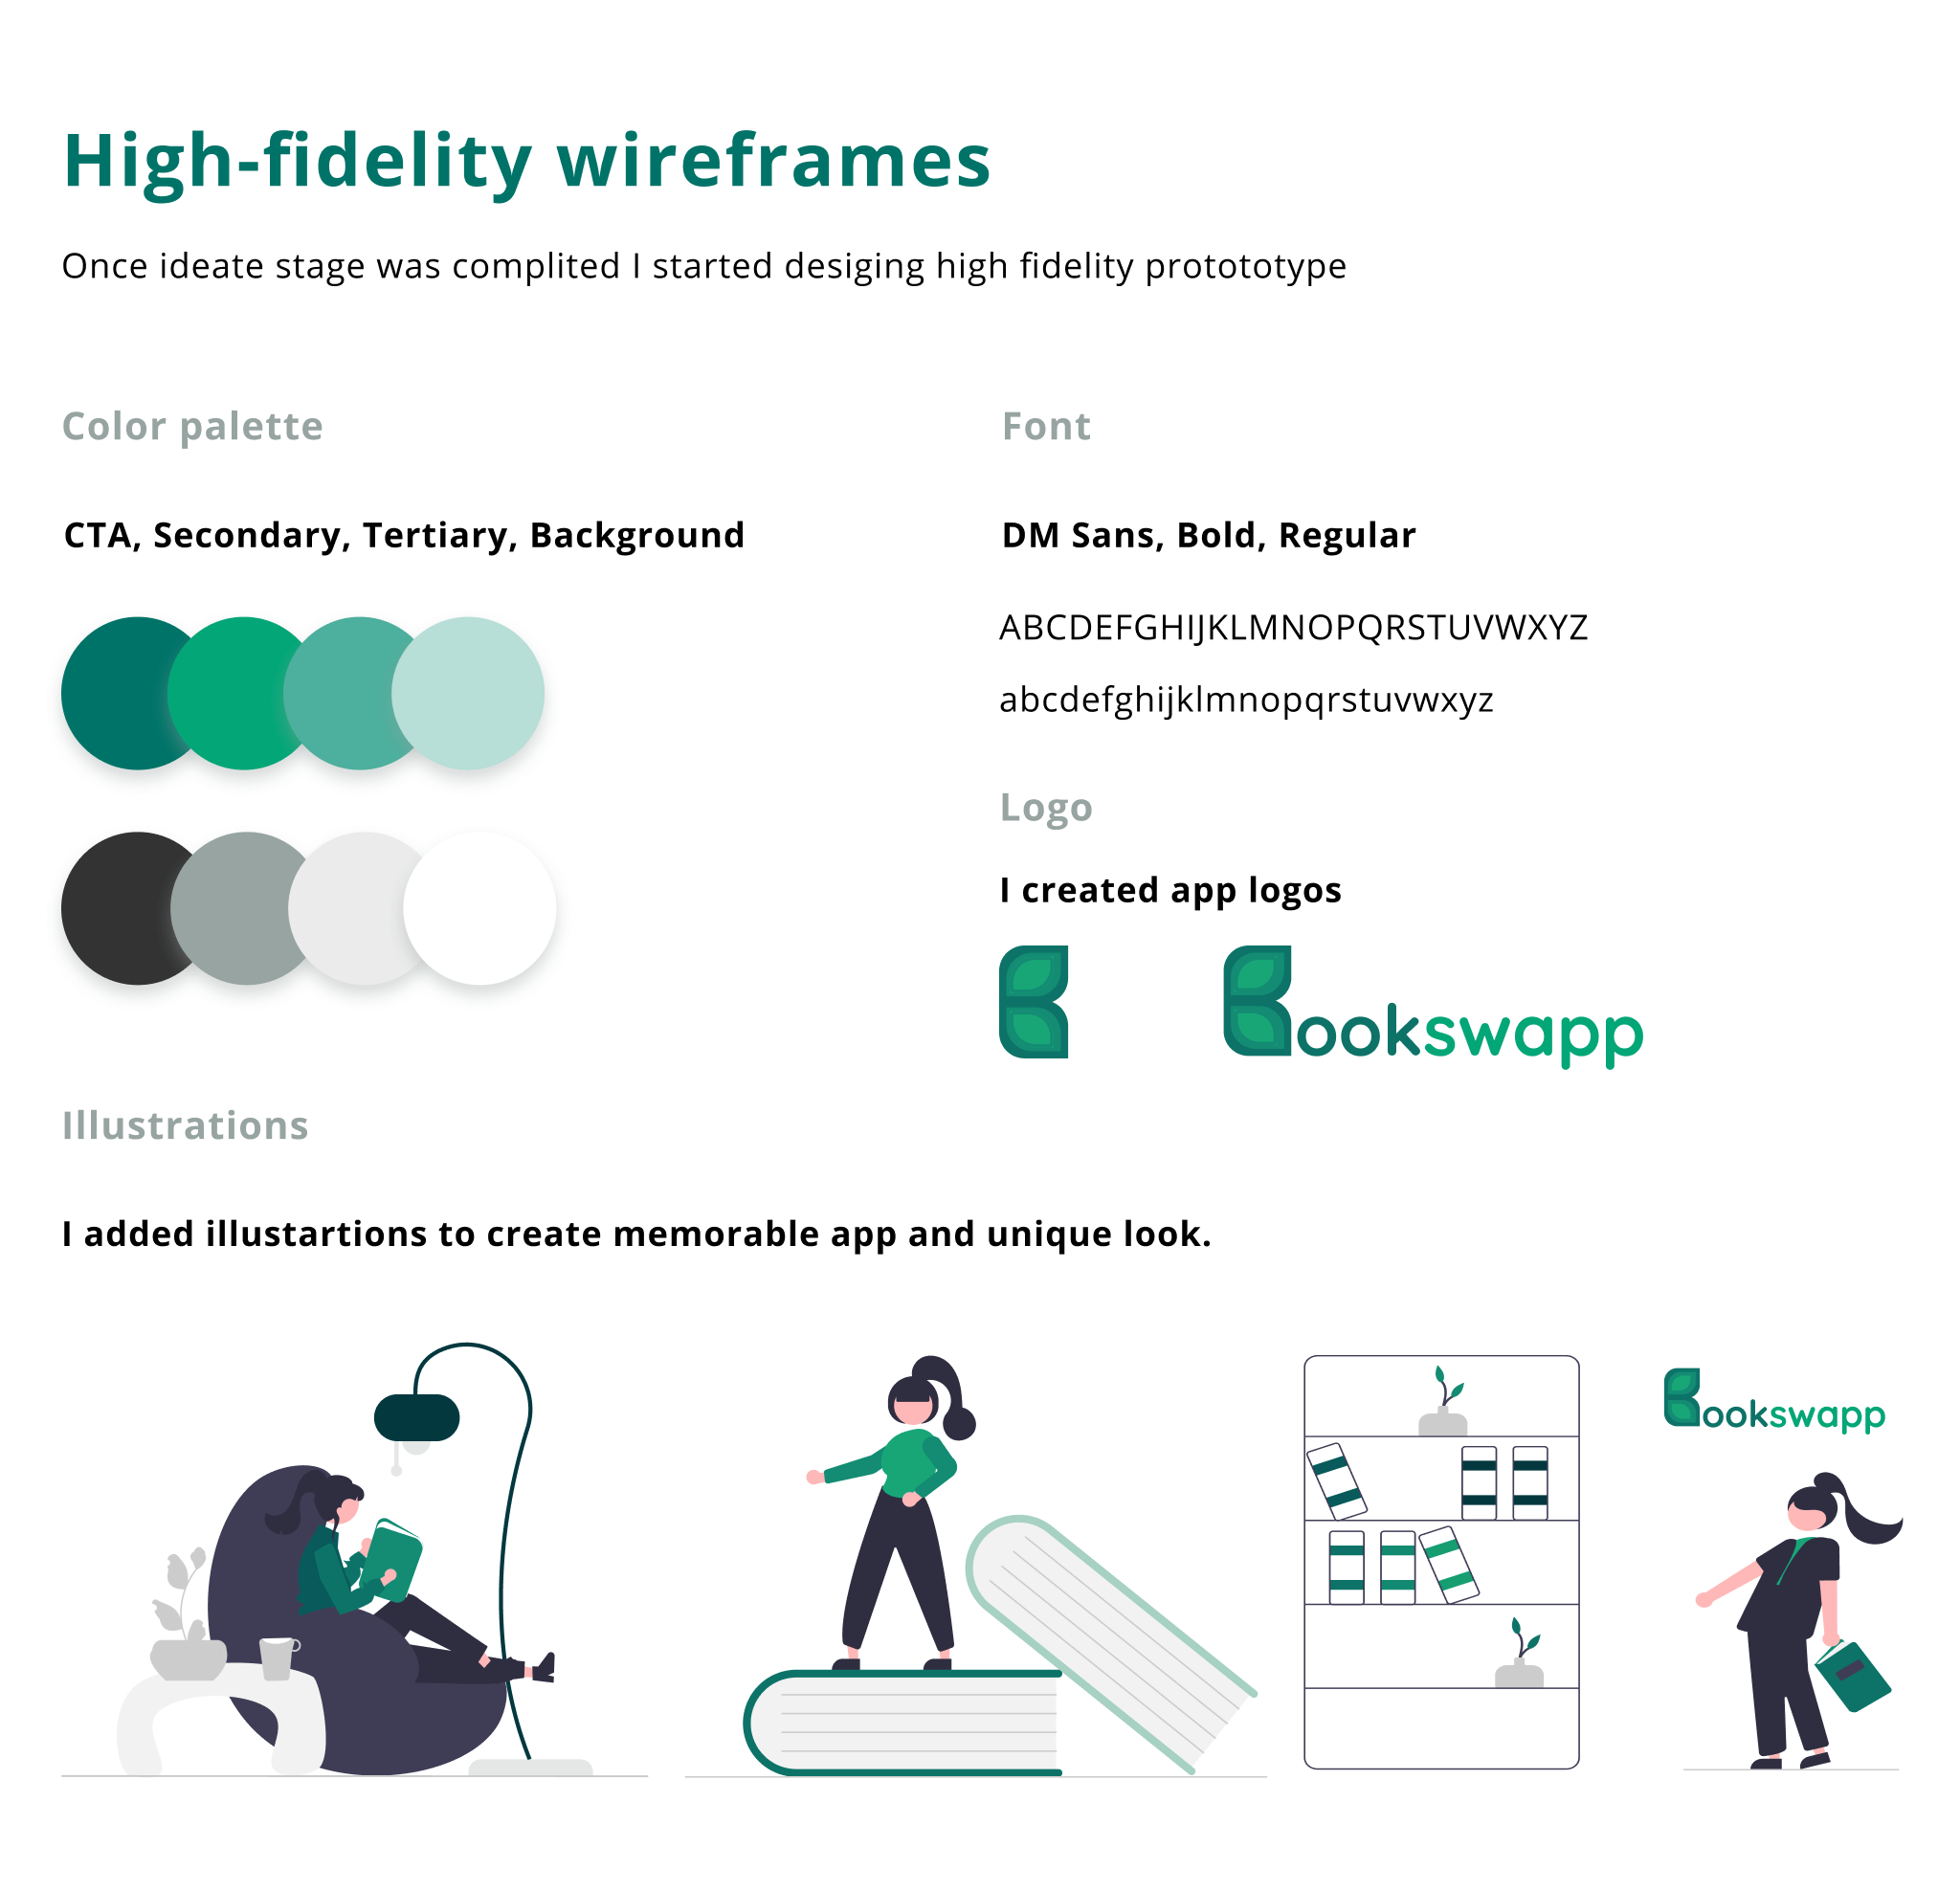 High-fidelity wireframes
Once ideate stage was complited I started desiging high fidelity protototype
Color palette
CTA, Secondary, Tertiary, Background
Font
DM Sans, Bold, Regular
ABCDEFGHIJKLMNOPQRSTUVWXYZ
abcdefghijklmnopqrstuvwxyz
Logo
I created app logos
B
Bookswapp
Illustrations
I added illustartions to create memorable app and unique look.
Bookswapp